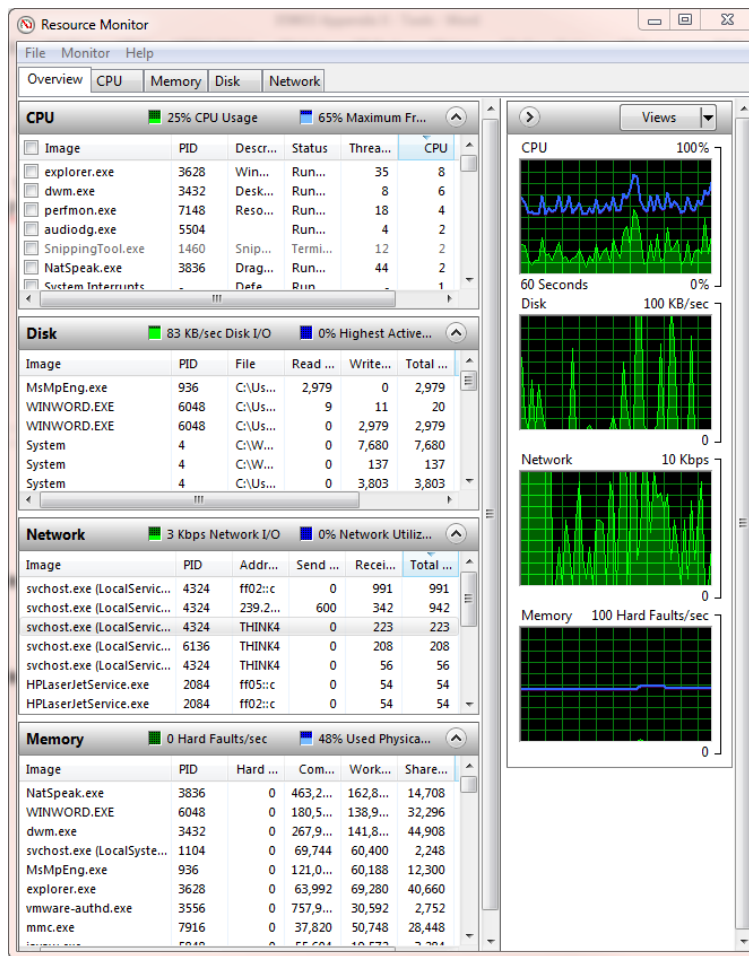 Resource Monitor
File Monitor Help
Overview CPU Memory Disk Network
CPU 25% CPU Usage 65% Maximum Fr...
Image PID Descr... Status Threa... CPU
explorer.exe 3628 Win... Run... 35 8
dwm.exe 3432 Desk... Run... 8 6
perfmon.exe 7148 Reso... Run... 18 4
audiodg.exe 5504 Run... 4 2
SnippingTool.exe 1460 Snip... Termi... 12 2
NatSpeak.exe 3836 Drag... Run... 44 2
System Interrupts - Defe... Run... - 1
Disk 83 KB/sec Disk I/O 0% Highest Active...
Image PID File Read ... Write... Total ...
MsMpEng.exe 936 C:\Us... 2,979 0 2,979
WINWORD.EXE 6048 C:\Us... 9 11 20
WINWORD.EXE 6048 C:\Us... 0 2,979 2,979
System 4 C:\W... 0 7,680 7,680
System 4 C:\W... 0 137 137
System 4 C:\Us... 0 3,803 3,803
Network 3 Kbps Network I/O 0% Network Utiliz...
Image PID Addr... Send ... Recei... Total ...
svchost.exe (LocalServic... 4324 ff02::c 0 991 991
svchost.exe (LocalServic... 4324 239.2... 600 342 942
svchost.exe (LocalServic... 4324 THINK4 0 223 223
svchost.exe (LocalServic... 6136 THINK4 0 208 208
svchost.exe (LocalServic... 4324 THINK4 0 56 56
HPLaserJetService.exe 2084 ff05::c 0 54 54
HPLaserJetService.exe 2084 ff02::c 0 54 54
Memory 0 Hard Faults/sec 48% Used Physica...
Image PID Hard ... Com... Work... Share...
NatSpeak.exe 3836 0 463,2... 162,8... 14,708
WINWORD.EXE 6048 0 180,5... 138,9... 32,296
dwm.exe 3432 0 267,9... 141,8... 44,908
svchost.exe (LocalSyste... 1104 0 69,744 60,400 2,248
MsMpEng.exe 936 0 121,0... 60,188 12,300
explorer.exe 3628 0 63,992 69,280 40,660
vmware-authd.exe 3556 0 757,9... 30,592 2,752
mmc.exe 7916 0 37,820 50,748 28,448
Views
CPU 100%
60 Seconds 0%
Disk 100 KB/sec
0
Network 10 Kbps
0
Memory 100 Hard Faults/sec
0